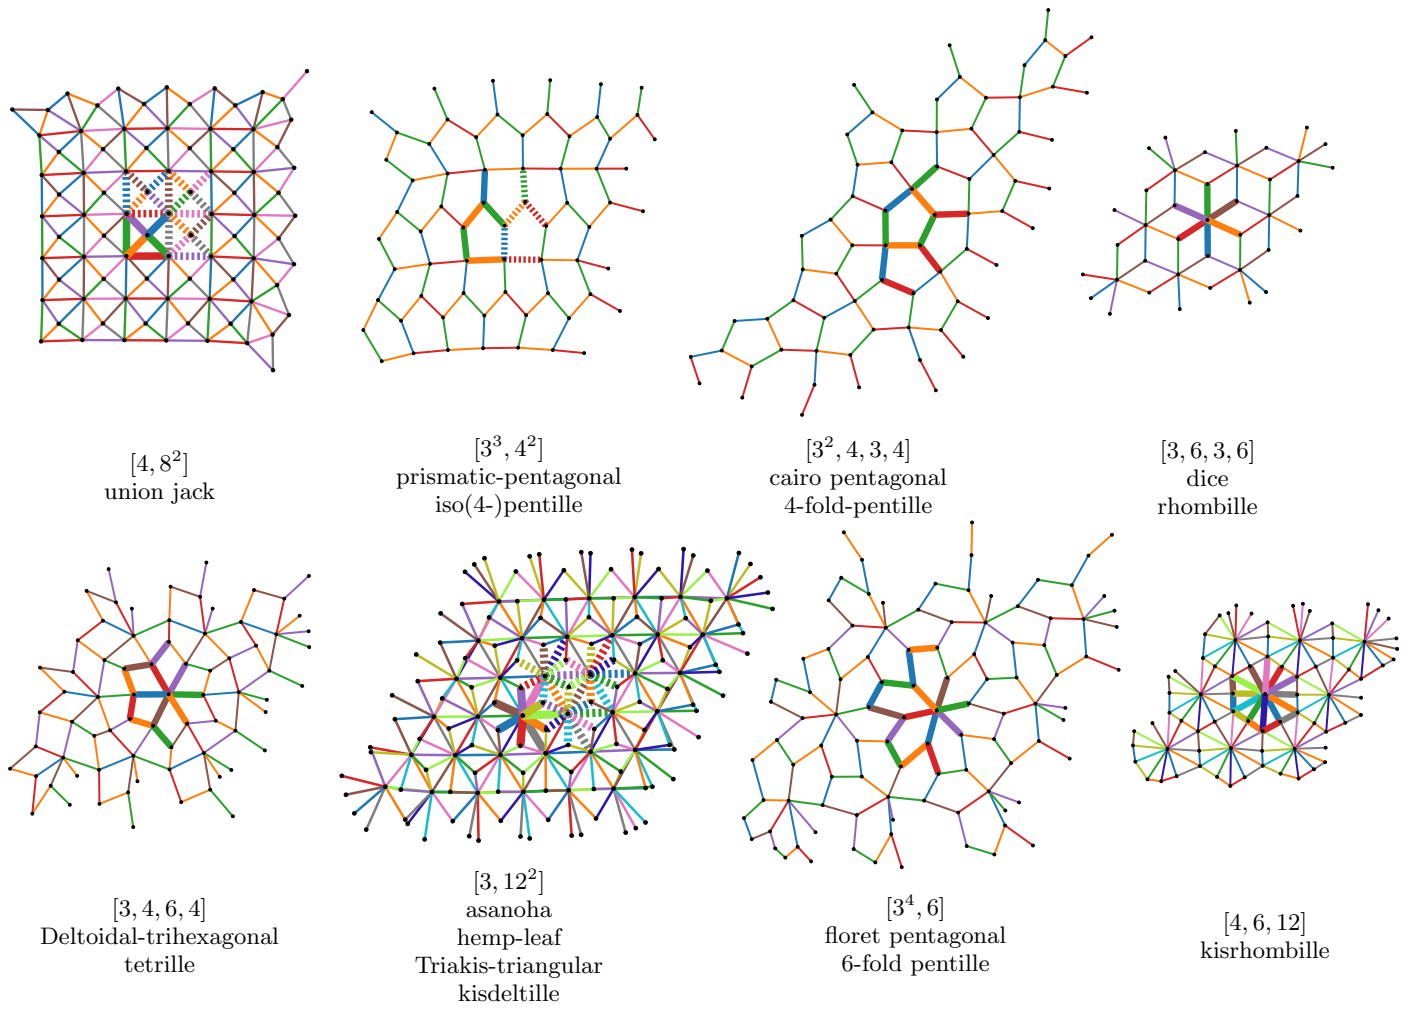 [4, 8²]
union jack
[3³, 4²]
prismatic-pentagonal
iso(4-)pentille
[3², 4, 3, 4]
cairo pentagonal
4-fold-pentille
[3, 6, 3, 6]
dice
rhombille
[3, 4, 6, 4]
Deltoidal-trihexagonal
tetrille
[3, 12²]
asanoha
hemp-leaf
Triakis-triangular
kisdeltille
[3⁴, 6]
floret pentagonal
6-fold pentille
[4, 6, 12]
kisrhombille